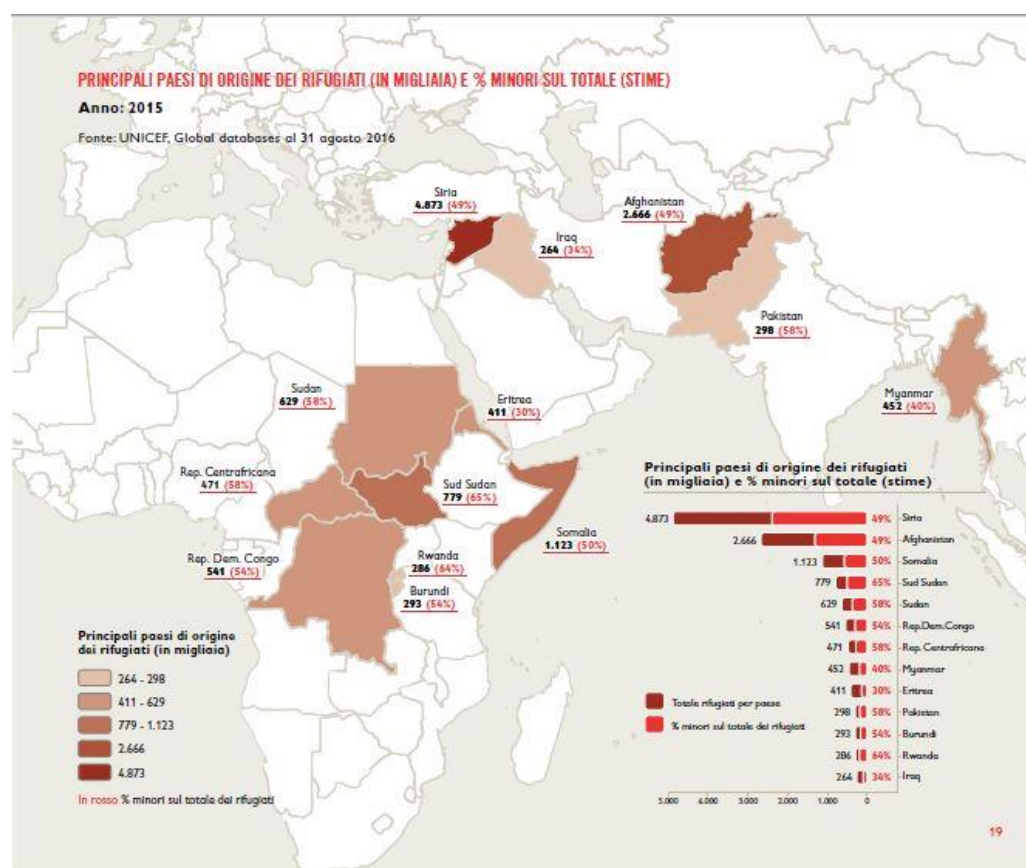 PRINCIPALI PAESI DI ORIGINE DEI RIFUGIATI (IN MIGLIAIA) E % MINORI SUL TOTALE (STIME)
Anno: 2015
Fonte: UNICEF, Global databases al 31 agosto 2016
Siria
4.873 (49%)
Afghanistan
2.666 (49%)
Iraq
264 (34%)
Pakistan
298 (58%)
Sudan
629 (58%)
Eritrea
411 (30%)
Myanmar
452 (40%)
Rep. Centrafricana
471 (58%)
Sud Sudan
779 (65%)
Somalia
1.123 (50%)
Rep. Dem. Congo
541 (54%)
Rwanda
286 (64%)
Burundi
293 (54%)
Principali paesi di origine
dei rifugiati (in migliaia)
264 - 298
411 - 629
779 - 1.123
2.666
4.873
In rosso % minori sul totale dei rifugiati
Principali paesi di origine dei rifugiati
(in migliaia) e % minori sul totale (stime)
4.873 49% Siria
2.666 49% Afghanistan
1.123 50% Somalia
779 65% Sud Sudan
629 58% Sudan
541 54% Rep.Dem.Congo
471 58% Rep. Centrafricana
452 40% Myanmar
411 30% Eritrea
298 58% Pakistan
293 54% Burundi
286 64% Rwanda
264 34% Iraq
Totale rifugiati per paese
% minori sul totale dei rifugiati
5.000 4.000 3.000 2.000 1.000 0
19